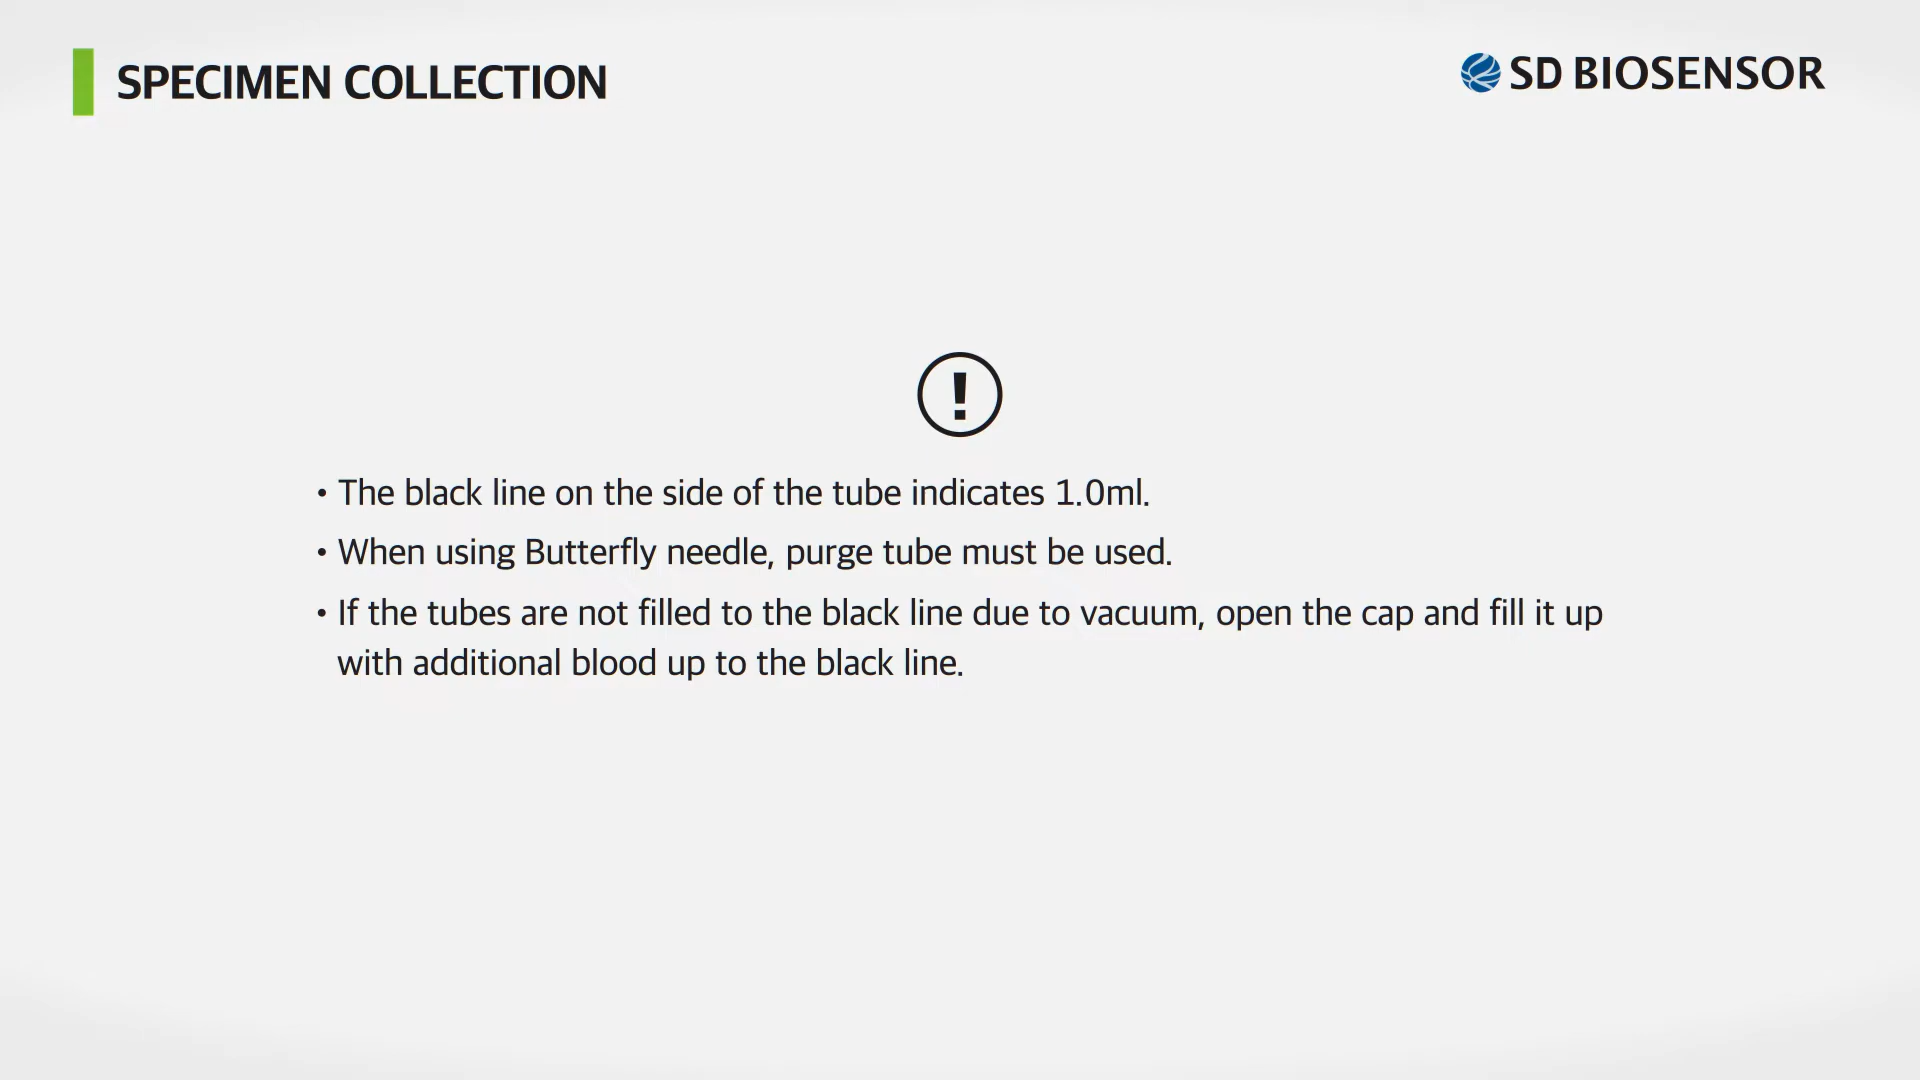 SPECIMEN COLLECTION
SD BIOSENSOR
!
• The black line on the side of the tube indicates 1.0ml.
• When using Butterfly needle, purge tube must be used.
• If the tubes are not filled to the black line due to vacuum, open the cap and fill it up
with additional blood up to the black line.